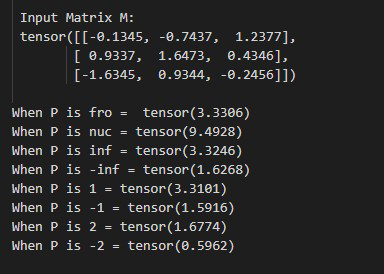 Input Matrix M:
tensor([[-0.1345, -0.7437,  1.2377],
[ 0.9337,  1.6473,  0.4346],
[-1.6345,  0.9344, -0.2456]])
When P is fro =  tensor(3.3306)
When P is nuc = tensor(9.4928)
When P is inf = tensor(3.3246)
When P is -inf = tensor(1.6268)
When P is 1 = tensor(3.3101)
When P is -1 = tensor(1.5916)
When P is 2 = tensor(1.6774)
When P is -2 = tensor(0.5962)